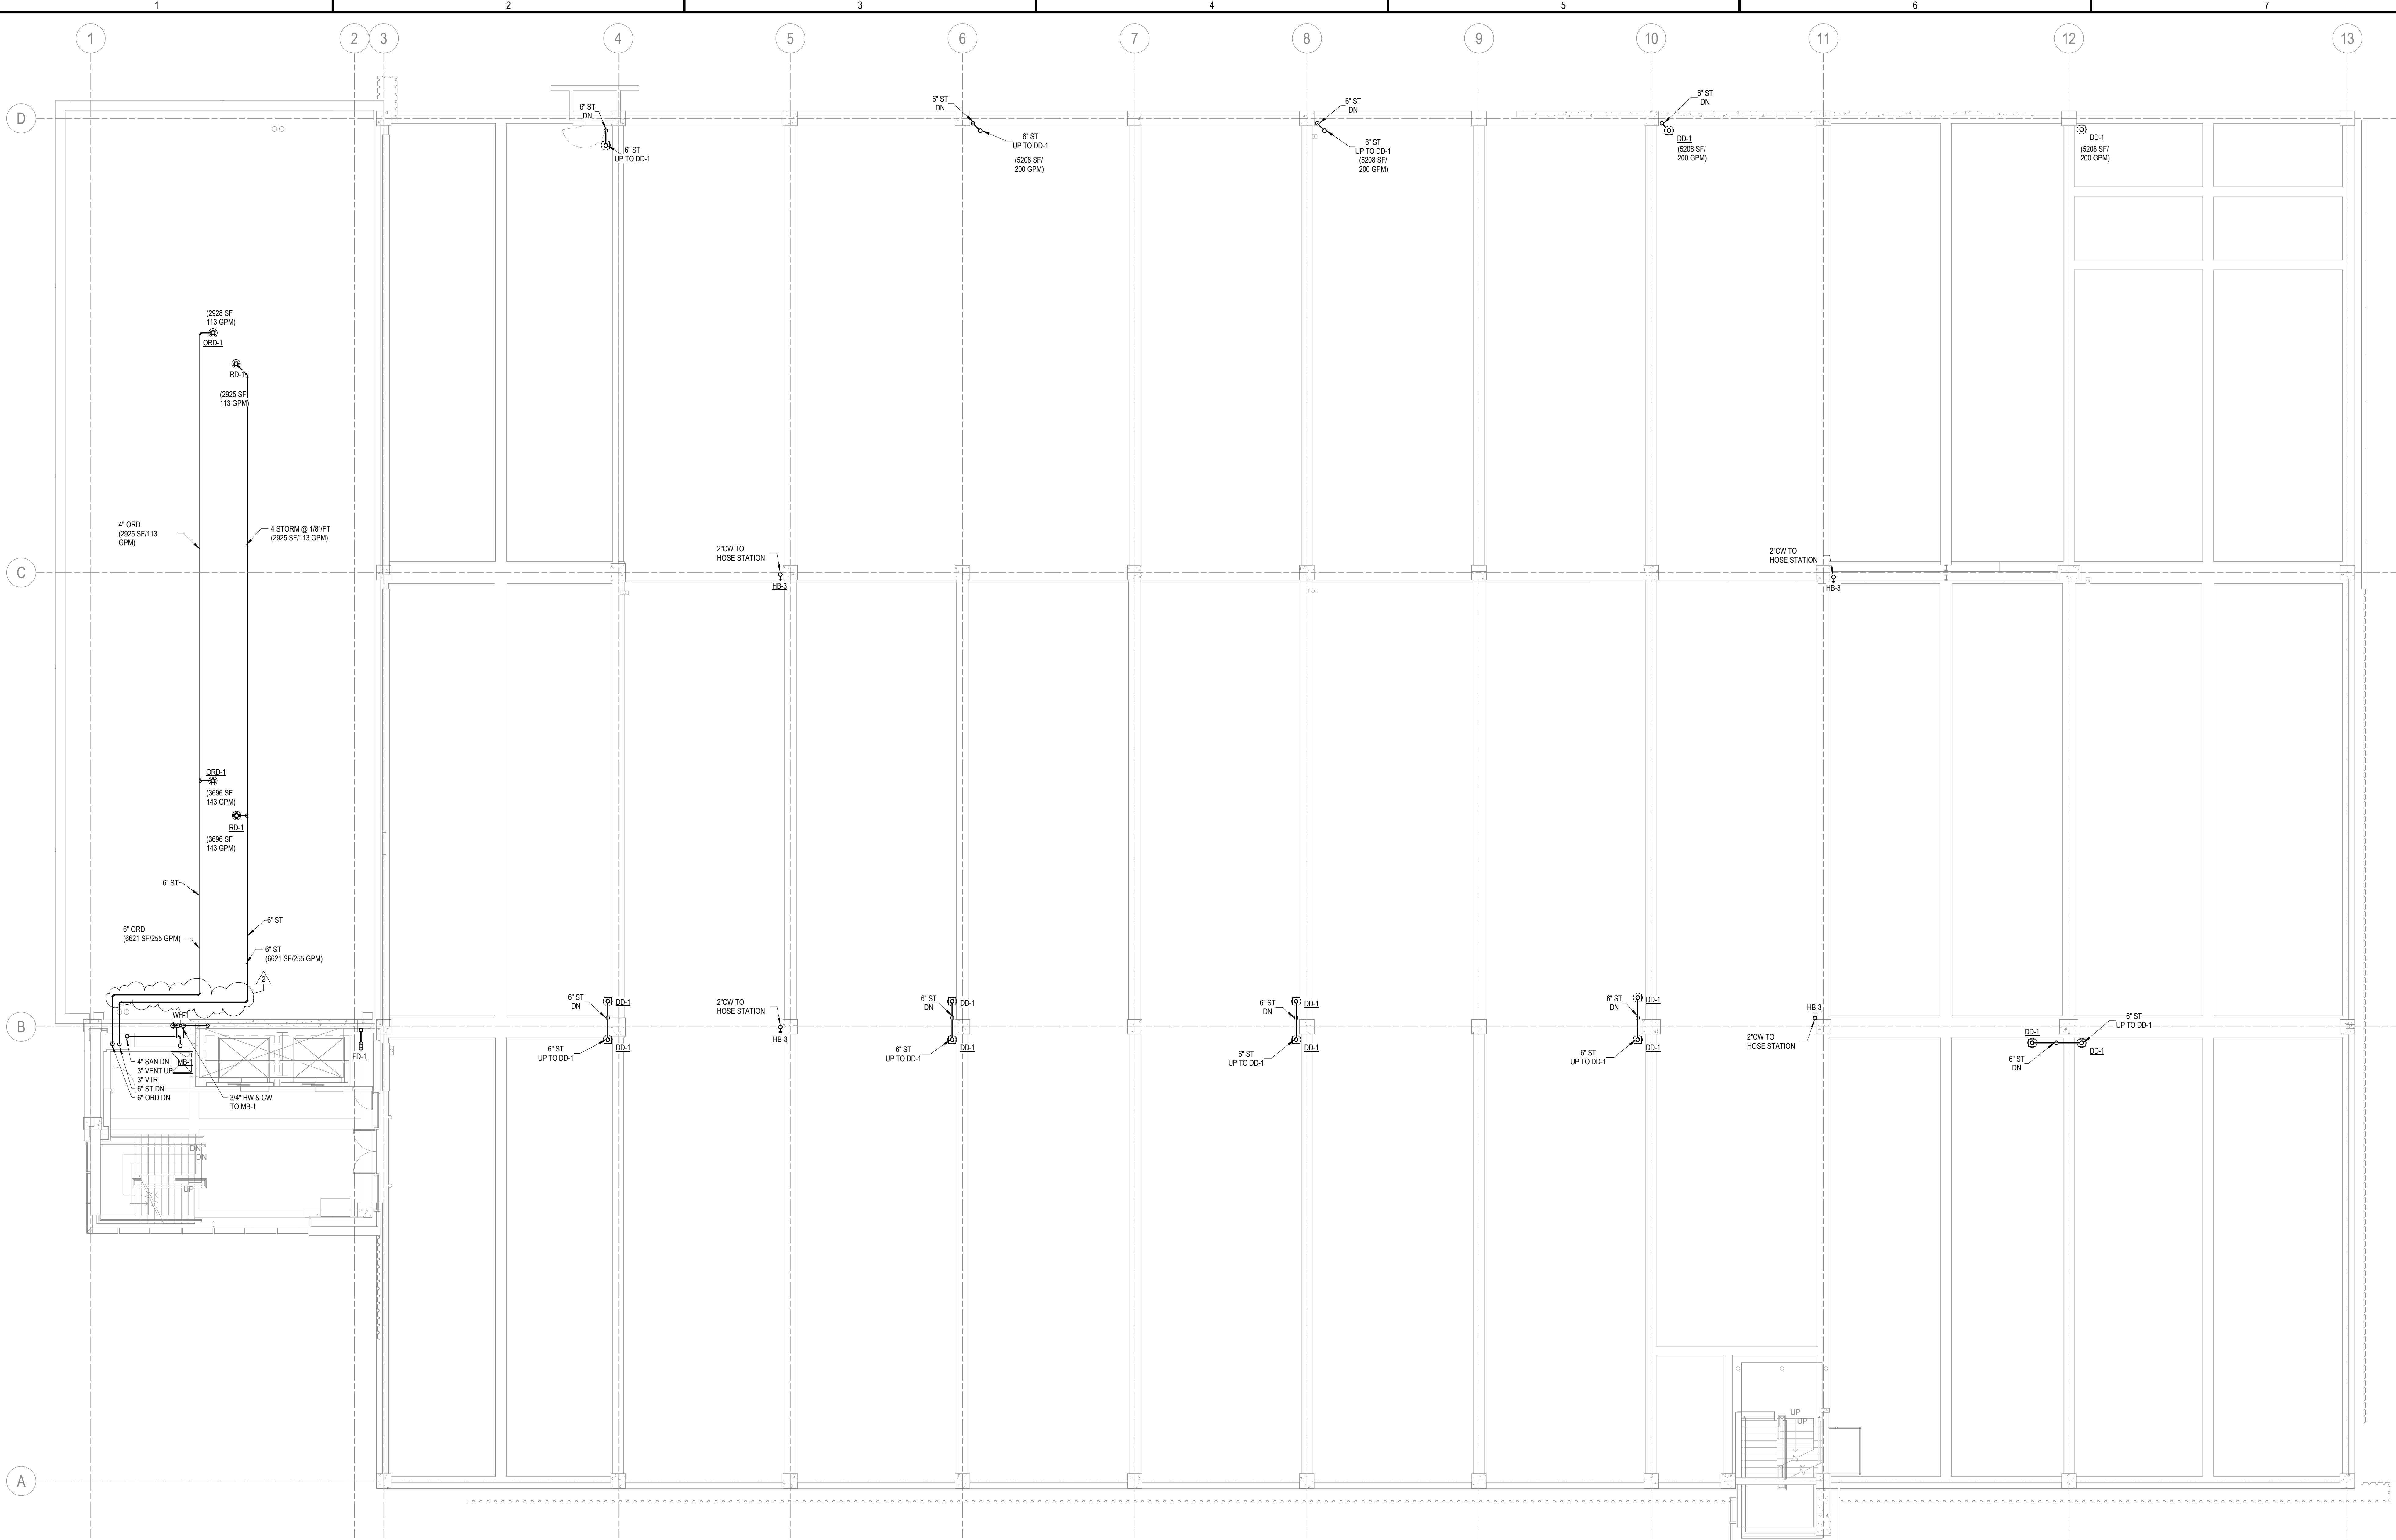 1 2 3 4 5 6 7
1 2 3 4 5 6 7 8 9 10 11 12 13
D
6" ST
DN
6" ST
UP TO DD-1
6" ST
DN
6" ST
UP TO DD-1
(5208 SF/
200 GPM)
6" ST
DN
6" ST
UP TO DD-1
(5208 SF/
200 GPM)
6" ST
DN
DD-1
(5208 SF/
200 GPM)
DD-1
(5208 SF/
200 GPM)
(2928 SF
113 GPM)
ORD-1
RD-1
(2925 SF
113 GPM)
4" ORD
(2925 SF/113
GPM)
4 STORM @ 1/8"/FT
(2925 SF/113 GPM)
C
2"CW TO
HOSE STATION
HB-3
2"CW TO
HOSE STATION
HB-3
ORD-1
(3696 SF
143 GPM)
RD-1
(3696 SF
143 GPM)
6" ST
6" ST
6" ORD
(6621 SF/255 GPM)
6" ST
(6621 SF/255 GPM)
2
B
WH-1
FD-1
4" SAN DN
MB-1
3" VENT UP
3" VTR
6" ST DN
6" ORD DN
3/4" HW & CW
TO MB-1
6" ST
DN
DD-1
6" ST
UP TO DD-1
DD-1
2"CW TO
HOSE STATION
HB-3
6" ST
DN
DD-1
6" ST
UP TO DD-1
DD-1
6" ST
DN
DD-1
6" ST
UP TO DD-1
DD-1
6" ST
DN
DD-1
6" ST
UP TO DD-1
DD-1
HB-3
2"CW TO
HOSE STATION
DD-1
6" ST
UP TO DD-1
6" ST
DN
DD-1
DN
DN
UP
UP
UP
A